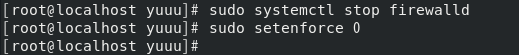 [root@localhost yuuu]# sudo systemctl stop firewalld
[root@localhost yuuu]# sudo setenforce 0
[root@localhost yuuu]#